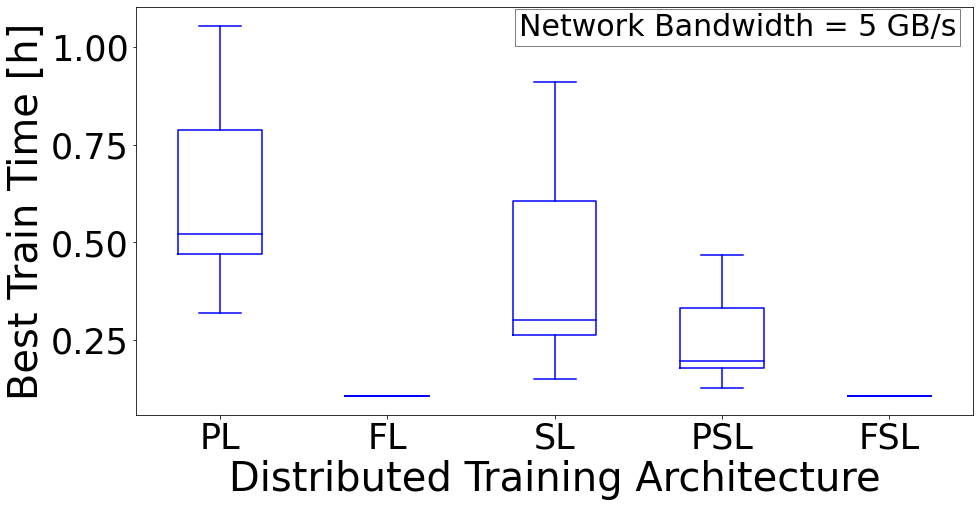 Network Bandwidth = 5 GB/s
Best Train Time [h]
1.00
0.75
0.50
0.25
PL FL SL PSL FSL
Distributed Training Architecture